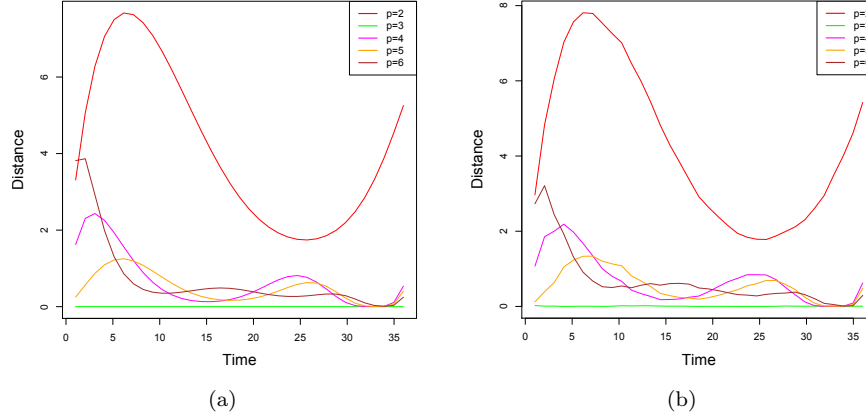 p=2
p=3
p=4
p=5
p=6
Distance
0 2 4 6
0 5 10 15 20 25 30 35
Time
(a)
p=
p=
p=
p=
p=
Distance
0 2 4 6 8
0 5 10 15 20 25 30 35
Time
(b)